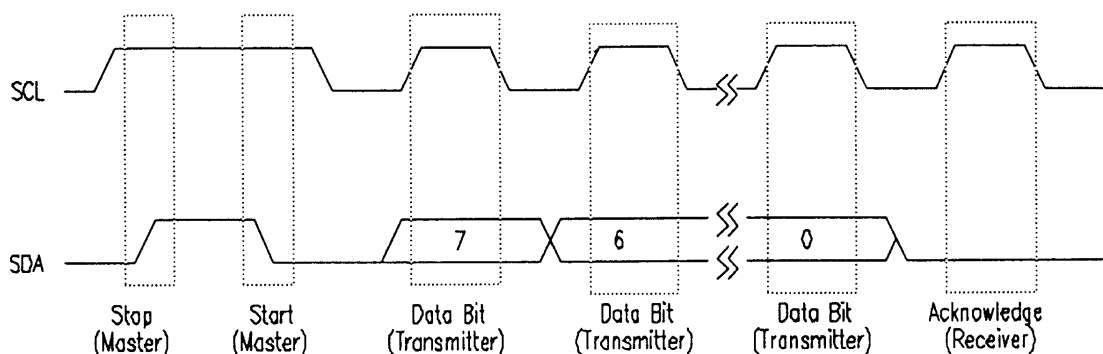 SCL
SDA
7
6
0
Stop
(Master)
Start
(Master)
Data Bit
(Transmitter)
Data Bit
(Transmitter)
Data Bit
(Transmitter)
Acknowledge
(Receiver)